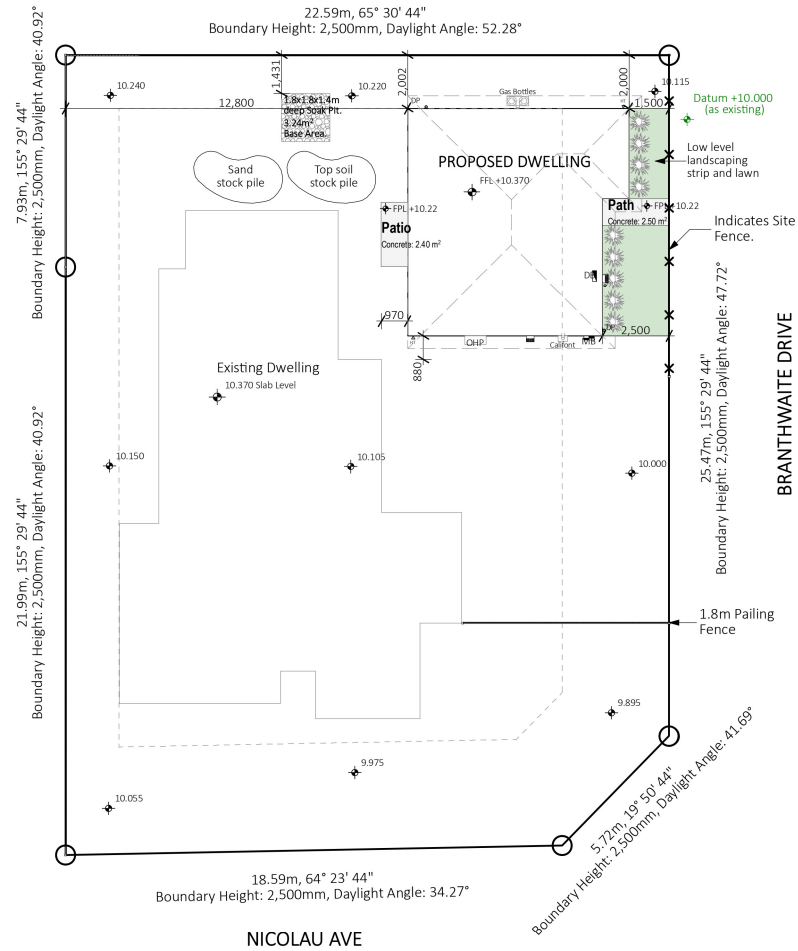 22.59m, 65° 30' 44"
Boundary Height: 2,500mm, Daylight Angle: 52.28°
7.93m, 155° 29' 44"
Boundary Height: 2,500mm, Daylight Angle: 40.92°
10.240
1,431
10.220
2,002
2,000
10.115
Gas Bottles
DP
12,800
1.8x1.8x1.4m
deep Soak Pit.
3.24m²
Base Area.
1,500
Datum +10.000
(as existing)
Sand
stock pile
Top soil
stock pile
PROPOSED DWELLING
FFL +10.370
Low level
landscaping
strip and lawn
FPL +10.22
Patio
Concrete: 2.40 m²
Path
FPL +10.22
Concrete: 2.50 m²
Indicates Site
Fence.
DB
970
DP
2,500
OHP
Califont
MB
880
Existing Dwelling
10.370 Slab Level
25.47m, 155° 29' 44"
Boundary Height: 2,500mm, Daylight Angle: 47.72°
BRANTHWAITE DRIVE
21.99m, 155° 29' 44"
Boundary Height: 2,500mm, Daylight Angle: 40.92°
10.150
10.105
10.000
1.8m Pailing
Fence
9.895
9.975
10.055
5.72m, 19° 50' 44"
Boundary Height: 2,500mm, Daylight Angle: 41.69°
18.59m, 64° 23' 44"
Boundary Height: 2,500mm, Daylight Angle: 34.27°
NICOLAU AVE